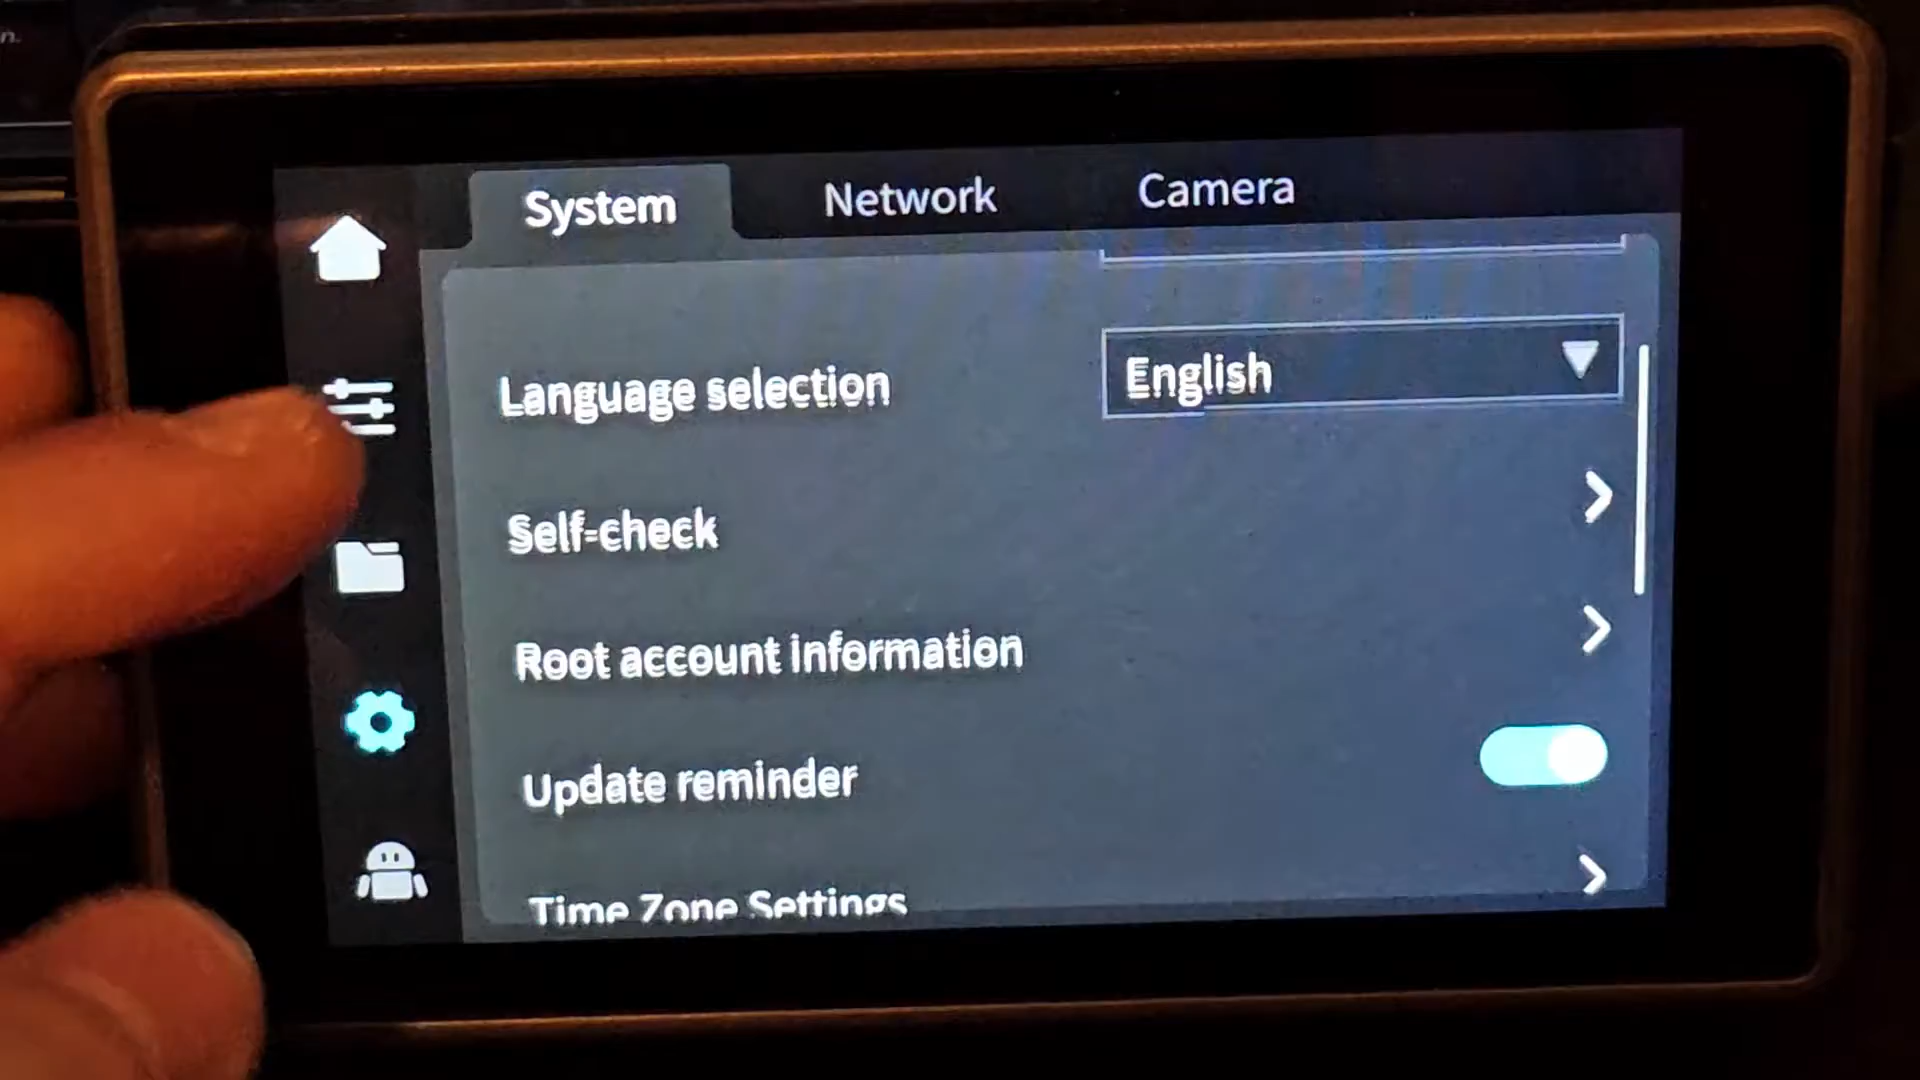 n.
System
Network
Camera
Language selection
English
Self-check
Root account information
Update reminder
Time Zone Settings